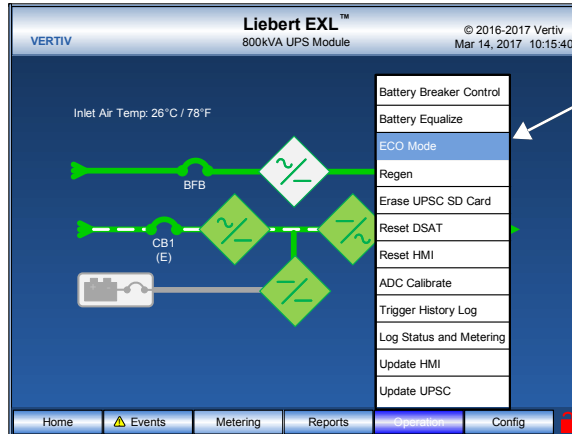 Liebert EXL™
VERTIV
800kVA UPS Module
© 2016-2017 Vertiv
Mar 14, 2017 10:15:40
Inlet Air Temp: 26°C / 78°F
BFB
CB1
(E)
Battery Breaker Control
Battery Equalize
ECO Mode
Regen
Erase UPSC SD Card
Reset DSAT
Reset HMI
ADC Calibrate
Trigger History Log
Log Status and Metering
Update HMI
Update UPSC
Home
Events
Metering
Reports
Operation
Config